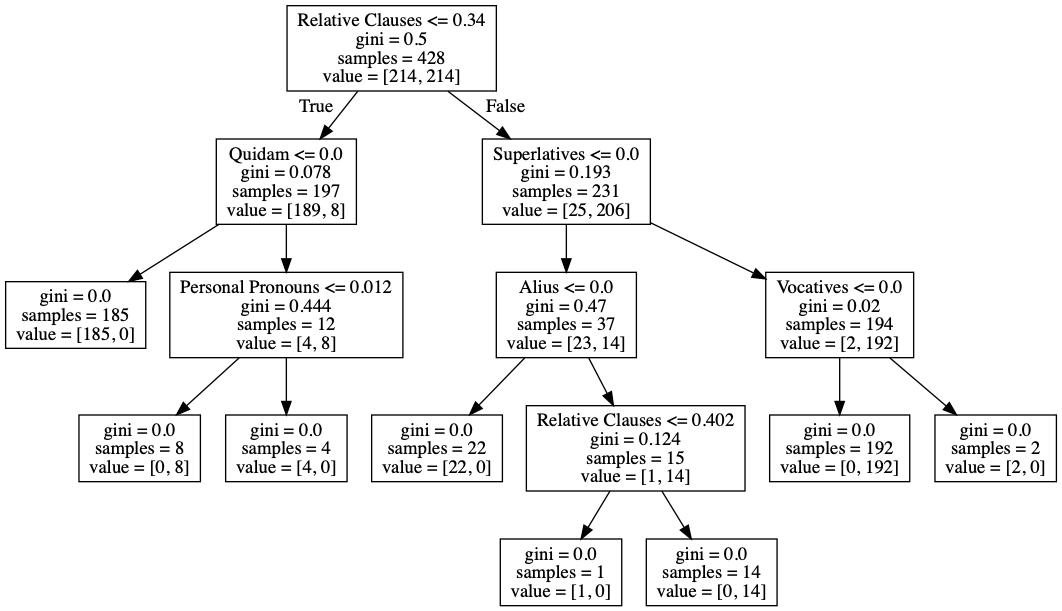 Relative Clauses <= 0.34
gini = 0.5
samples = 428
value = [214, 214]
True
False
Quidam <= 0.0
gini = 0.078
samples = 197
value = [189, 8]
Superlatives <= 0.0
gini = 0.193
samples = 231
value = [25, 206]
gini = 0.0
samples = 185
value = [185, 0]
Personal Pronouns <= 0.012
gini = 0.444
samples = 12
value = [4, 8]
Alius <= 0.0
gini = 0.47
samples = 37
value = [23, 14]
Vocatives <= 0.0
gini = 0.02
samples = 194
value = [2, 192]
gini = 0.0
samples = 8
value = [0, 8]
gini = 0.0
samples = 4
value = [4, 0]
gini = 0.0
samples = 22
value = [22, 0]
Relative Clauses <= 0.402
gini = 0.124
samples = 15
value = [1, 14]
gini = 0.0
samples = 192
value = [0, 192]
gini = 0.0
samples = 2
value = [2, 0]
gini = 0.0
samples = 1
value = [1, 0]
gini = 0.0
samples = 14
value = [0, 14]